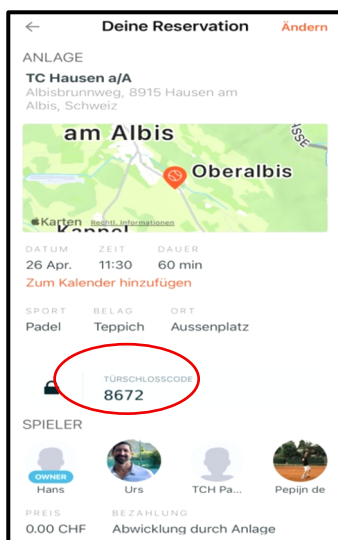 Deine Reservation Ändern
ANLAGE
TC Hausen a/A
Albisbrunnweg, 8915 Hausen am
Albis, Schweiz
am Albis
SSE
Oberalbis
Karten Rechtl. Informationen
Kappel
DATUM ZEIT DAUER
26 Apr. 11:30 60 min
Zum Kalender hinzufügen
SPORT BELAG ORT
Padel Teppich Aussenplatz
TÜRSCHLOSSCODE
8672
SPIELER
OWNER
Hans Urs TCH Pa... Pepijn de
PREIS BEZAHLUNG
0.00 CHF Abwicklung durch Anlage